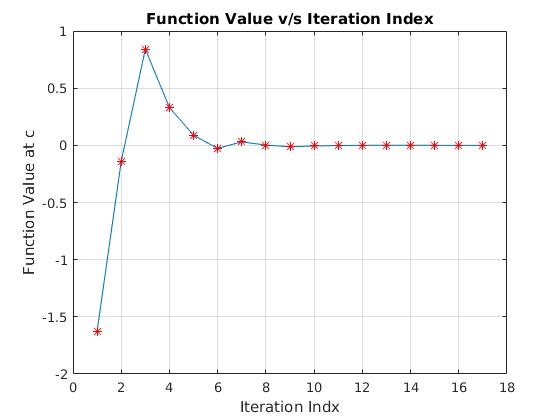 Function Value v/s Iteration Index
1
0.5
0
-0.5
-1
-1.5
-2
Function Value at c
0 2 4 6 8 10 12 14 16 18
Iteration Indx